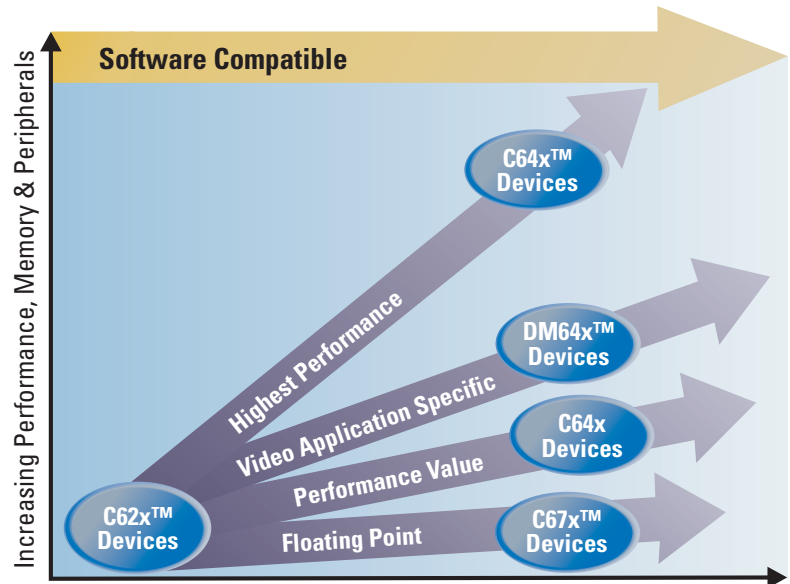 Software Compatible
Increasing Performance, Memory & Peripherals
C64x™
Devices
Highest Performance
DM64x™
Devices
Video Application Specific
C64x
Devices
Performance Value
C62x™
Devices
Floating Point
C67x™
Devices